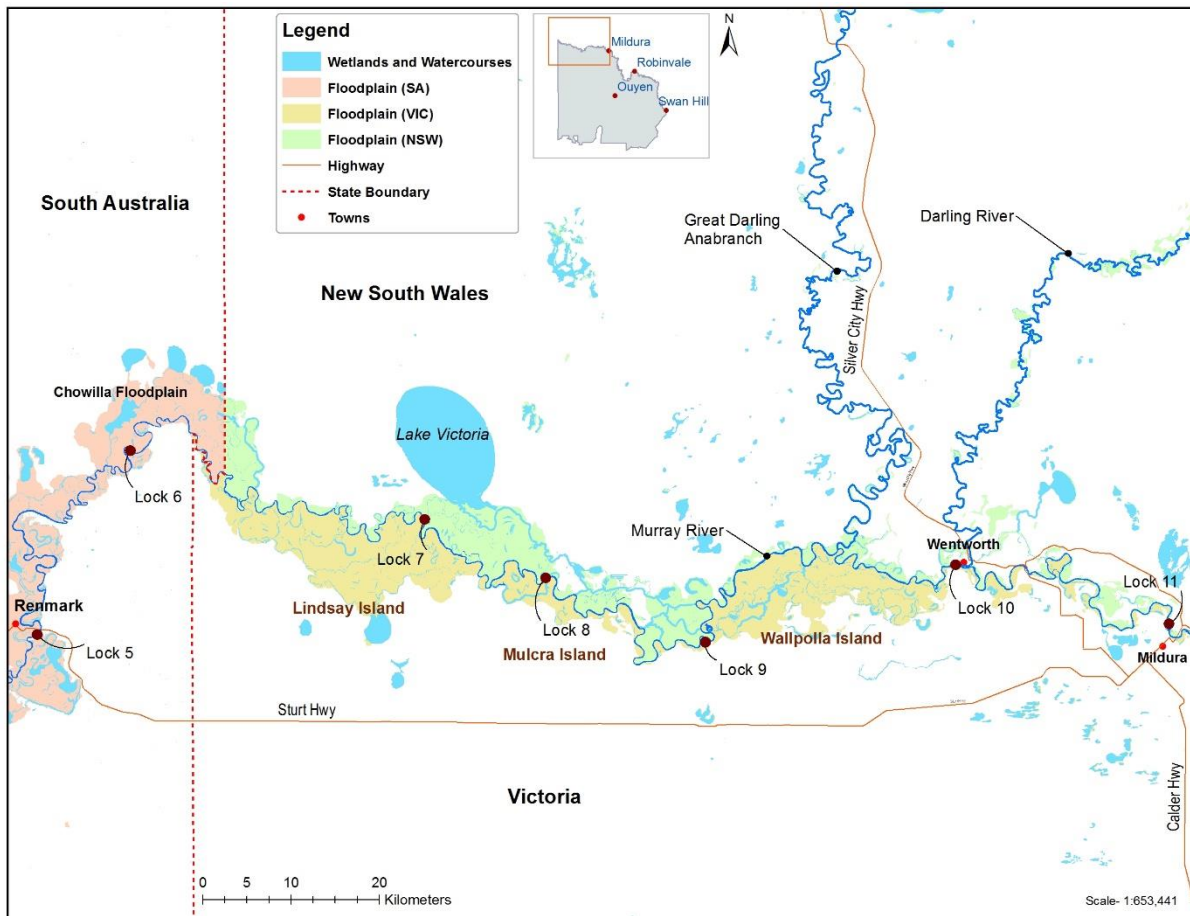 Legend
Wetlands and Watercourses
Floodplain (SA)
Floodplain (VIC)
Floodplain (NSW)
Highway
State Boundary
Towns
Mildura
Robinvale
Ouyen
Swan Hill
N
South Australia
New South Wales
Great Darling
Anabranch
Darling River
Silver City Hwy
Chowilla Floodplain
Lake Victoria
Lock 6
Lock 7
Murray River
Wentworth
Lock 11
Renmark
Lindsay Island
Lock 8
Lock 10
Lock 5
Mulcra Island
Lock 9
Wallpolla Island
Mildura
Sturt Hwy
Calder Hwy
Victoria
0 5 10 20
Kilometers
Scale- 1:653,441